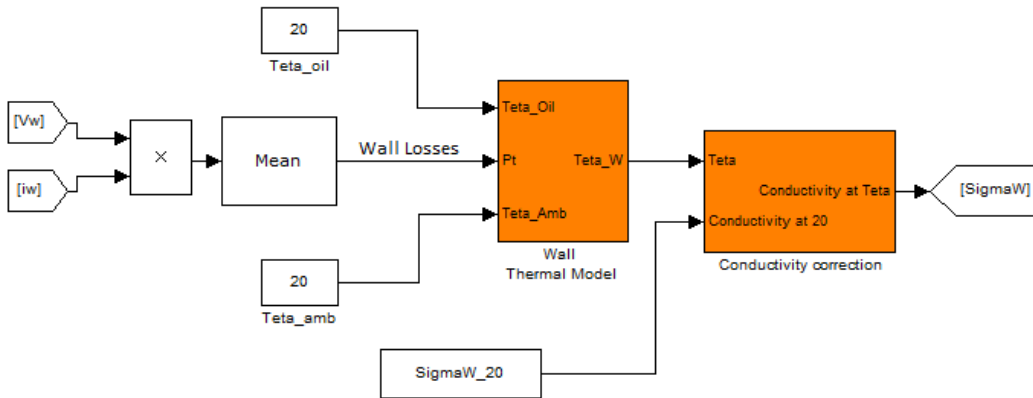 20
Teta_oil
[Vw]
[iw]
×
Mean
Wall Losses
Teta_Oil
Pt
Teta_W
Teta_Amb
Wall
Thermal Model
20
Teta_amb
Teta
Conductivity at Teta
Conductivity at 20
Conductivity correction
[SigmaW]
SigmaW_20